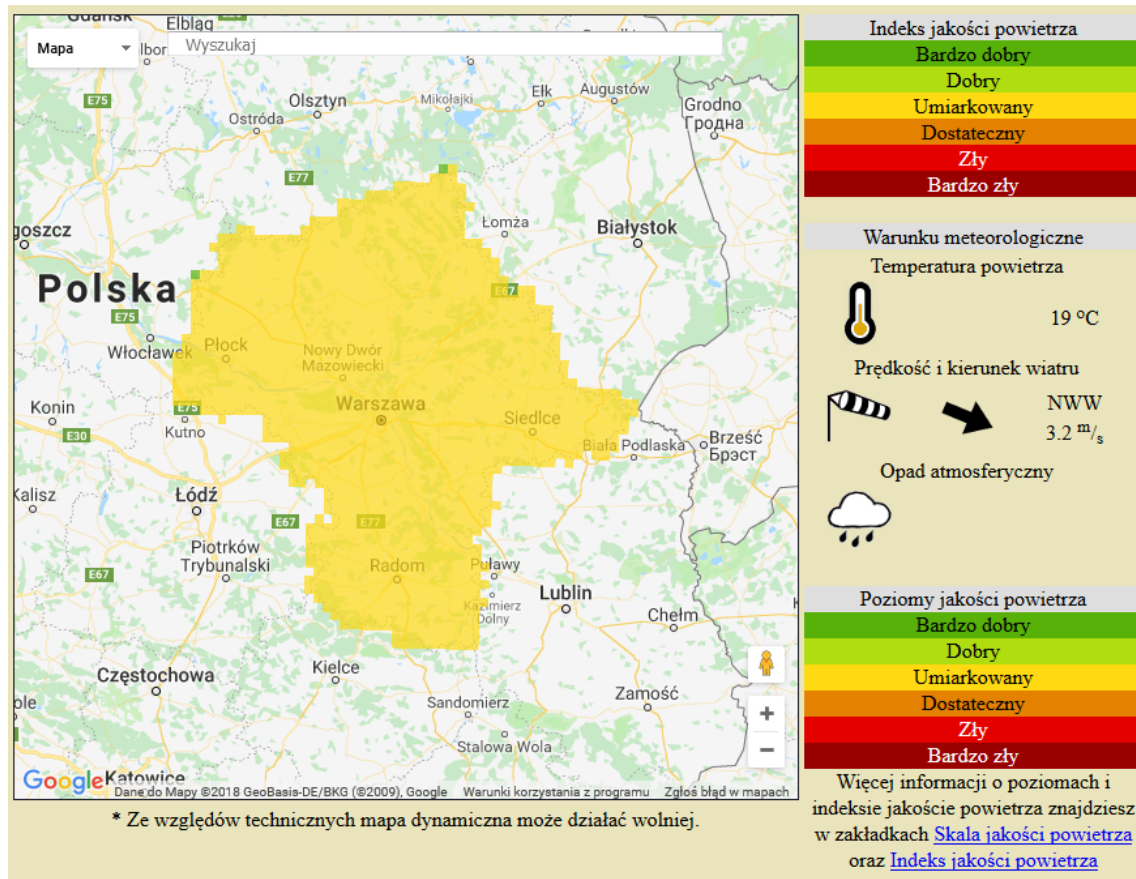 Gdańsk
Elbląg
Mapa
Wyszukaj
E75
Olsztyn
Mikołajki
Ełk
Augustów
Ostróda
Grodno
Гродна
E77
Łomża
Białystok
goszcz
Polska
E67
E75
Włocławek
Płock
Nowy Dwór
Mazowiecki
Konin
E75
Warszawa
Siedlce
E30
Kutno
Biała Podlaska
Brześć
Брэст
Kalisz
Łódź
E67
E77
Piotrków
Trybunalski
Radom
Puławy
E67
Kazimierz
Dolny
Lublin
Chełm
Częstochowa
Kielce
Sandomierz
Zamość
ole
Stalowa Wola
Google
Katowice
Dane do Mapy ©2018 GeoBasis-DE/BKG (©2009), Google Warunki korzystania z programu Zgłoś błąd w mapach
* Ze względów technicznych mapa dynamiczna może działać wolniej.
Indeks jakości powietrza
Bardzo dobry
Dobry
Umiarkowany
Dostateczny
Zły
Bardzo zły
Warunku meteorologiczne
Temperatura powietrza
19 °C
Prędkość i kierunek wiatru
NWW
3.2 m/s
Opad atmosferyczny
Poziomy jakości powietrza
Bardzo dobry
Dobry
Umiarkowany
Dostateczny
Zły
Bardzo zły
Więcej informacji o poziomach i
indeksie jakoście powietrza znajdziesz
w zakładkach Skala jakości powietrza
oraz Indeks jakości powietrza